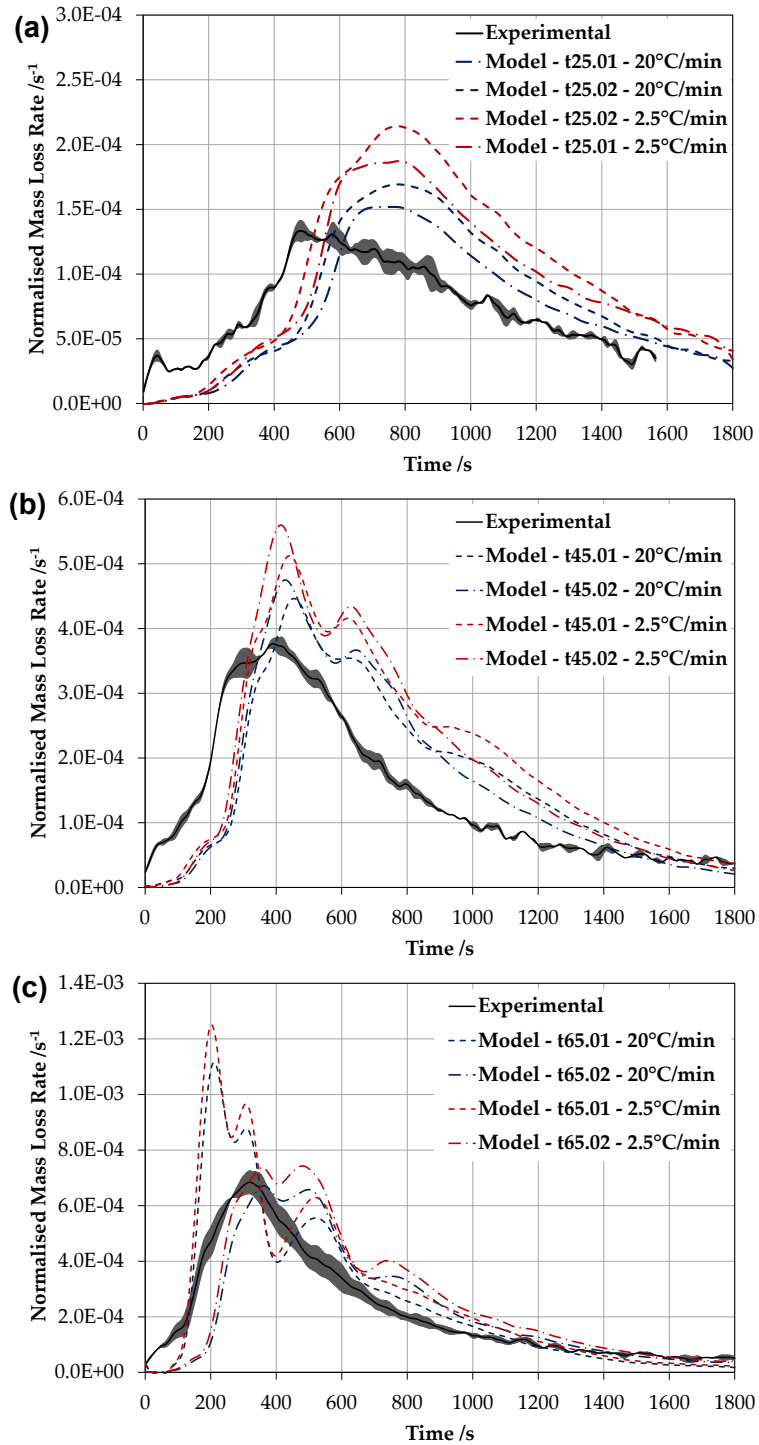 (a)
3.0E-04
2.5E-04
2.0E-04
1.5E-04
1.0E-04
5.0E-05
0.0E+00
Normalised Mass Loss Rate /s-1
Experimental
Model - t25.01 - 20°C/min
Model - t25.02 - 20°C/min
Model - t25.02 - 2.5°C/min
Model - t25.01 - 2.5°C/min
0 200 400 600 800 1000 1200 1400 1600 1800
Time /s
(b)
6.0E-04
5.0E-04
4.0E-04
3.0E-04
2.0E-04
1.0E-04
0.0E+00
Normalised Mass Loss Rate /s-1
Experimental
Model - t45.01 - 20°C/min
Model - t45.02 - 20°C/min
Model - t45.01 - 2.5°C/min
Model - t45.02 - 2.5°C/min
0 200 400 600 800 1000 1200 1400 1600 1800
Time /s
(c)
1.4E-03
1.2E-03
1.0E-03
8.0E-04
6.0E-04
4.0E-04
2.0E-04
0.0E+00
Normalised Mass Loss Rate /s-1
Experimental
Model - t65.01 - 20°C/min
Model - t65.02 - 20°C/min
Model - t65.01 - 2.5°C/min
Model - t65.02 - 2.5°C/min
0 200 400 600 800 1000 1200 1400 1600 1800
Time /s